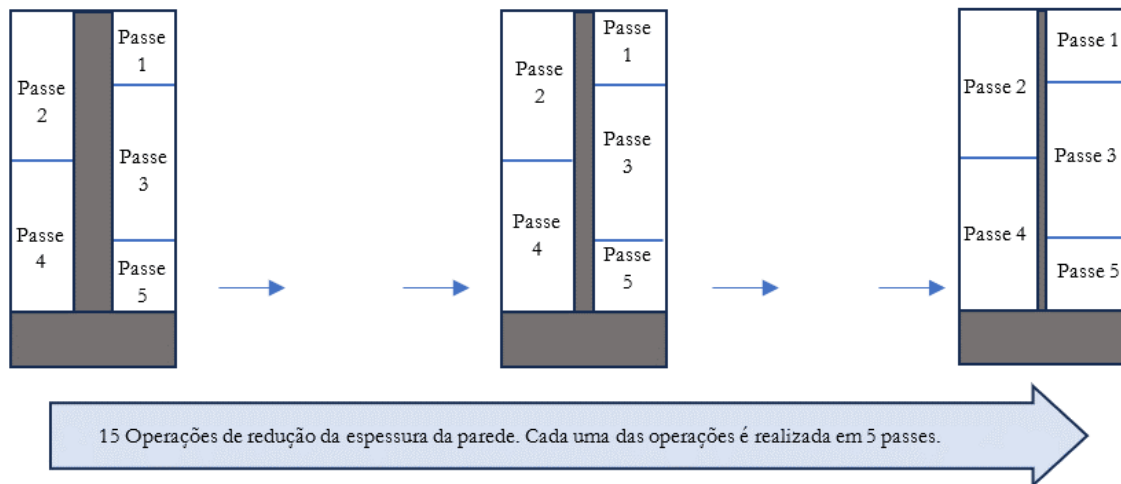 Passe
1
Passe
2
Passe
3
Passe
4
Passe
5
Passe
1
Passe
2
Passe
3
Passe
4
Passe
5
Passe 1
Passe 2
Passe 3
Passe 4
Passe 5
15 Operações de redução da espessura da parede. Cada uma das operações é realizada em 5 passes.